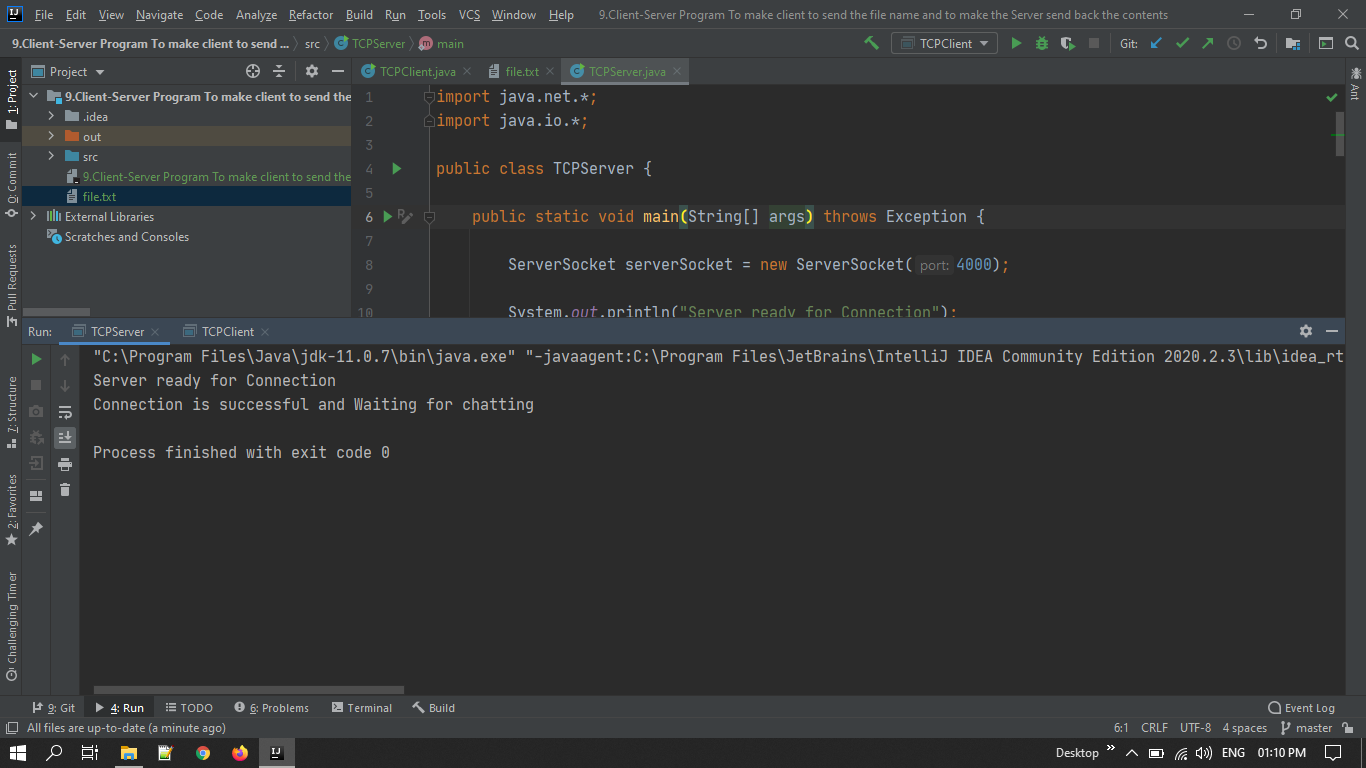 File Edit View Navigate Code Analyze Refactor Build Run Tools VCS Window Help 9.Client-Server Program To make client to send the file name and to make the Server send back the contents
9.Client-Server Program To make client to send ... src TCPServer main TCPClient Git:
Project TCPClient.java file.txt TCPServer.java
1: Project
0: Commit
Pull Requests
7: Structure
2: Favorites
Challenging Timer
Ant
9.Client-Server Program To make client to send the
.idea
out
src
9.Client-Server Program To make client to send the
file.txt
External Libraries
Scratches and Consoles
1 import java.net.*;
2 import java.io.*;
3
4 public class TCPServer {
5
6 public static void main(String[] args) throws Exception {
7
8 ServerSocket serverSocket = new ServerSocket( port: 4000);
9
10 System.out.println("Server ready for Connection");
Run: TCPServer TCPClient
"C:\Program Files\Java\jdk-11.0.7\bin\java.exe" "-javaagent:C:\Program Files\JetBrains\IntelliJ IDEA Community Edition 2020.2.3\lib\idea_rt
Server ready for Connection
Connection is successful and Waiting for chatting
Process finished with exit code 0
9: Git 4: Run TODO 6: Problems Terminal Build Event Log
All files are up-to-date (a minute ago) 6:1 CRLF UTF-8 4 spaces master
Desktop ENG 01:10 PM